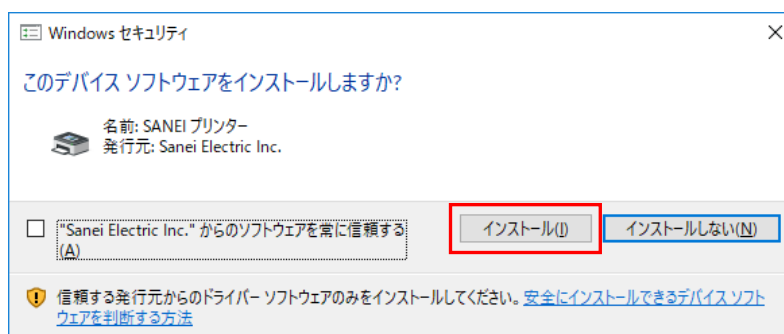 Windows セキュリティ
このデバイス ソフトウェアをインストールしますか?
名前: SANEI プリンター
発行元: Sanei Electric Inc.
"Sanei Electric Inc." からのソフトウェアを常に信頼する
(A)
インストール(I)
インストールしない(N)
信頼する発行元からのドライバー ソフトウェアのみをインストールしてください。安全にインストールできるデバイス ソフト
ウェアを判断する方法